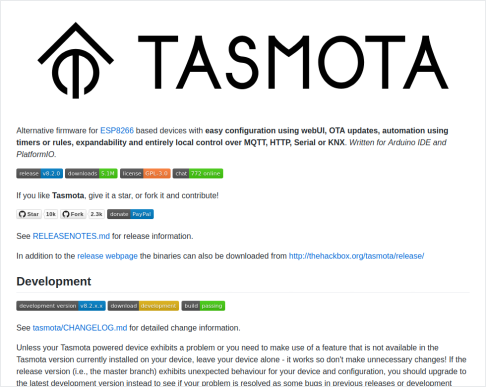 TASMOTA
Alternative firmware for ESP8266 based devices with easy configuration using webUI, OTA updates, automation using
timers or rules, expandability and entirely local control over MQTT, HTTP, Serial or KNX. Written for Arduino IDE and
PlatformIO.
release v8.2.0 downloads 5.1M license GPL-3.0 chat 772 online
If you like Tasmota, give it a star, or fork it and contribute!
Star 10k Fork 2.3k donate PayPal
See RELEASENOTES.md for release information.
In addition to the release webpage the binaries can also be downloaded from http://thehackbox.org/tasmota/release/
Development
development version v8.2.x.x download development build passing
See tasmota/CHANGELOG.md for detailed change information.
Unless your Tasmota powered device exhibits a problem or you need to make use of a feature that is not available in the
Tasmota version currently installed on your device, leave your device alone - it works so don't make unnecessary changes! If the
release version (i.e., the master branch) exhibits unexpected behaviour for your device and configuration, you should upgrade to
the latest development version instead to see if your problem is resolved as some bugs in previous releases or development